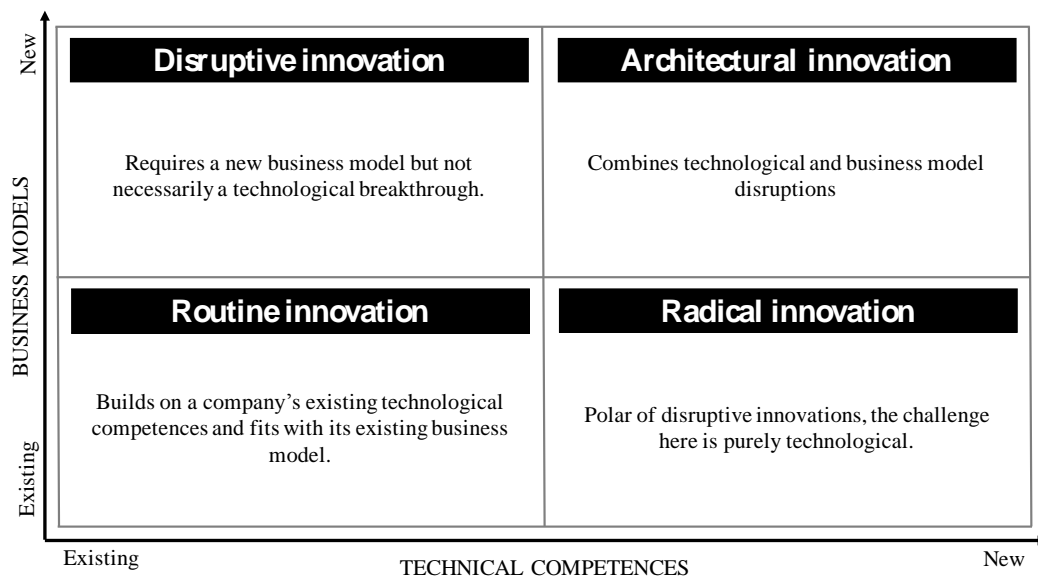 New
BUSINESS MODELS
Existing
Disruptive innovation
Requires a new business model but not
necessarily a technological breakthrough.
Architectural innovation
Combines technological and business model
disruptions
Routine innovation
Builds on a company’s existing technological
competences and fits with its existing business
model.
Radical innovation
Polar of disruptive innovations, the challenge
here is purely technological.
Existing
TECHNICAL COMPETENCES
New